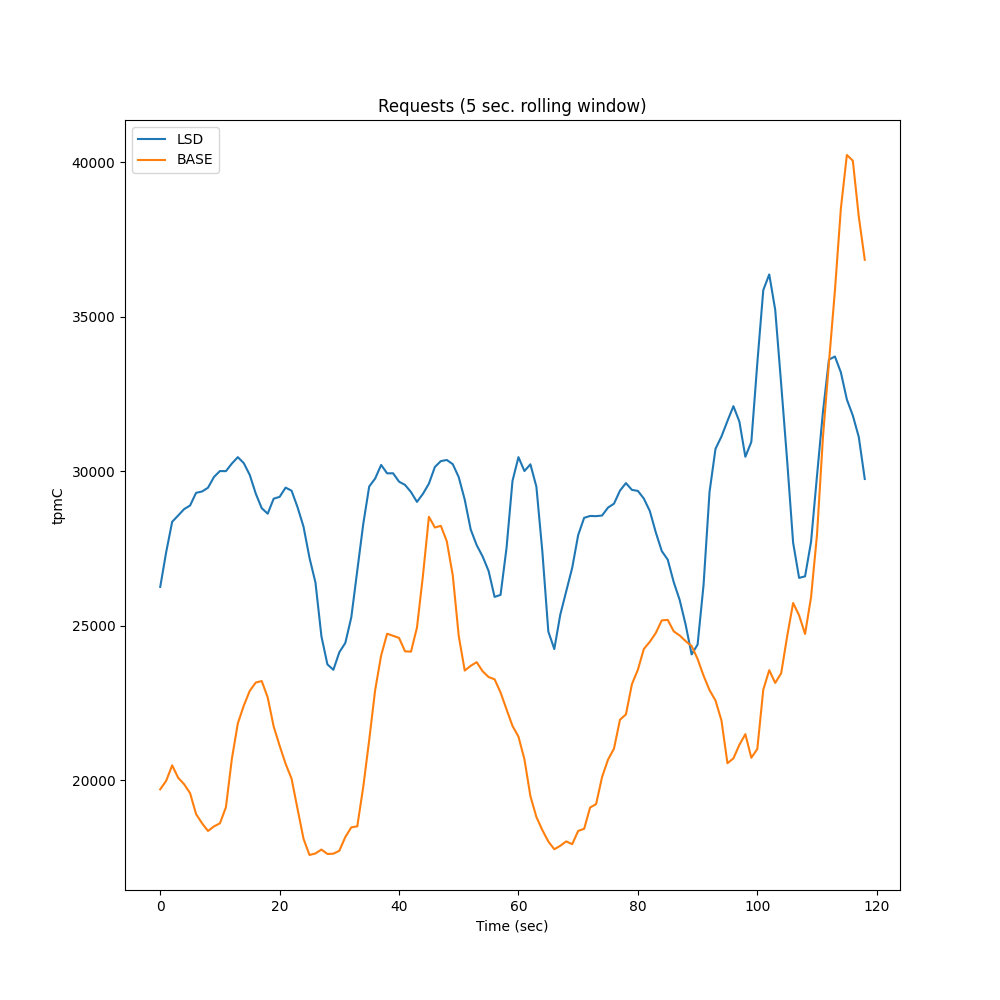 Requests (5 sec. rolling window)
LSD
BASE
40000
35000
30000
25000
20000
tpmC
0 20 40 60 80 100 120
Time (sec)